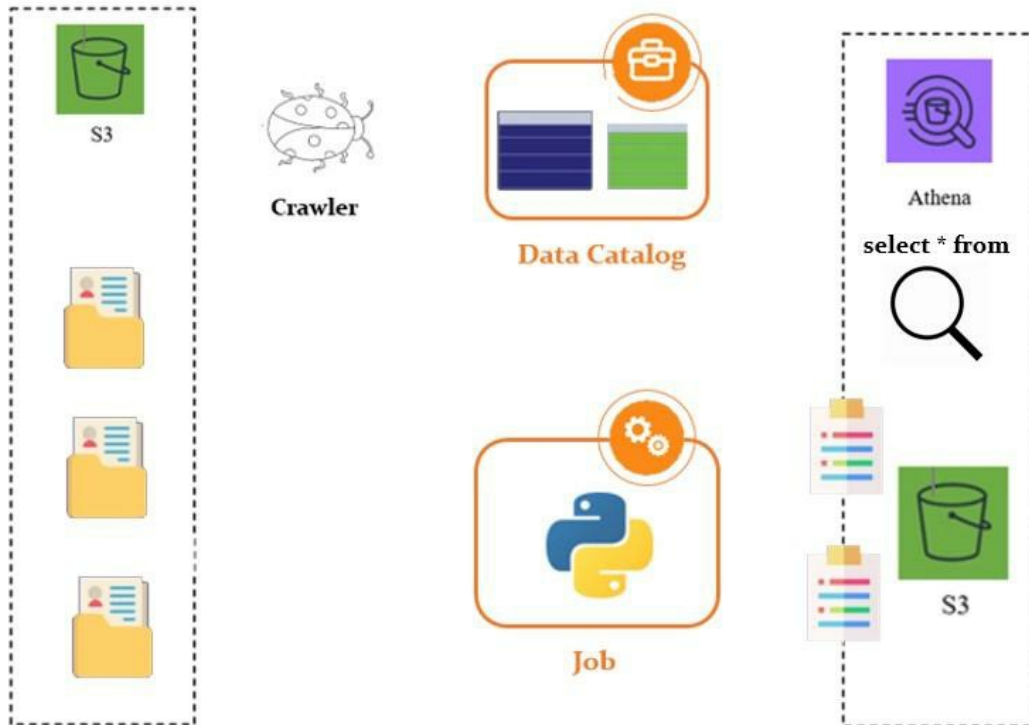 S3
Crawler
Data Catalog
Athena
select * from
Job
S3